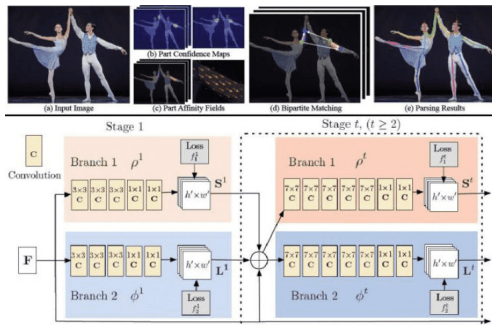 (b) Part Confidence Maps
(a) Input Image
(c) Part Affinity Fields
(d) Bipartite Matching
(e) Parsing Results
Stage 1
Stage t, (t ≥ 2)
C
Convolution
Branch 1 ρ¹
Loss
f¹₁
S¹
3×3 C 3×3 C 3×3 C 1×1 C 1×1 C
h′×w′
Branch 1 ρᵗ
Loss
fᵗ₁
Sᵗ
7×7 C 7×7 C 7×7 C 7×7 C 7×7 C 1×1 C 1×1 C
h′×w′
F
3×3 C 3×3 C 3×3 C 1×1 C 1×1 C
h′×w′
L¹
Loss
f¹₂
Branch 2 ϕ¹
7×7 C 7×7 C 7×7 C 7×7 C 7×7 C 1×1 C 1×1 C
h′×w′
Lᵗ
Loss
fᵗ₂
Branch 2 ϕᵗ